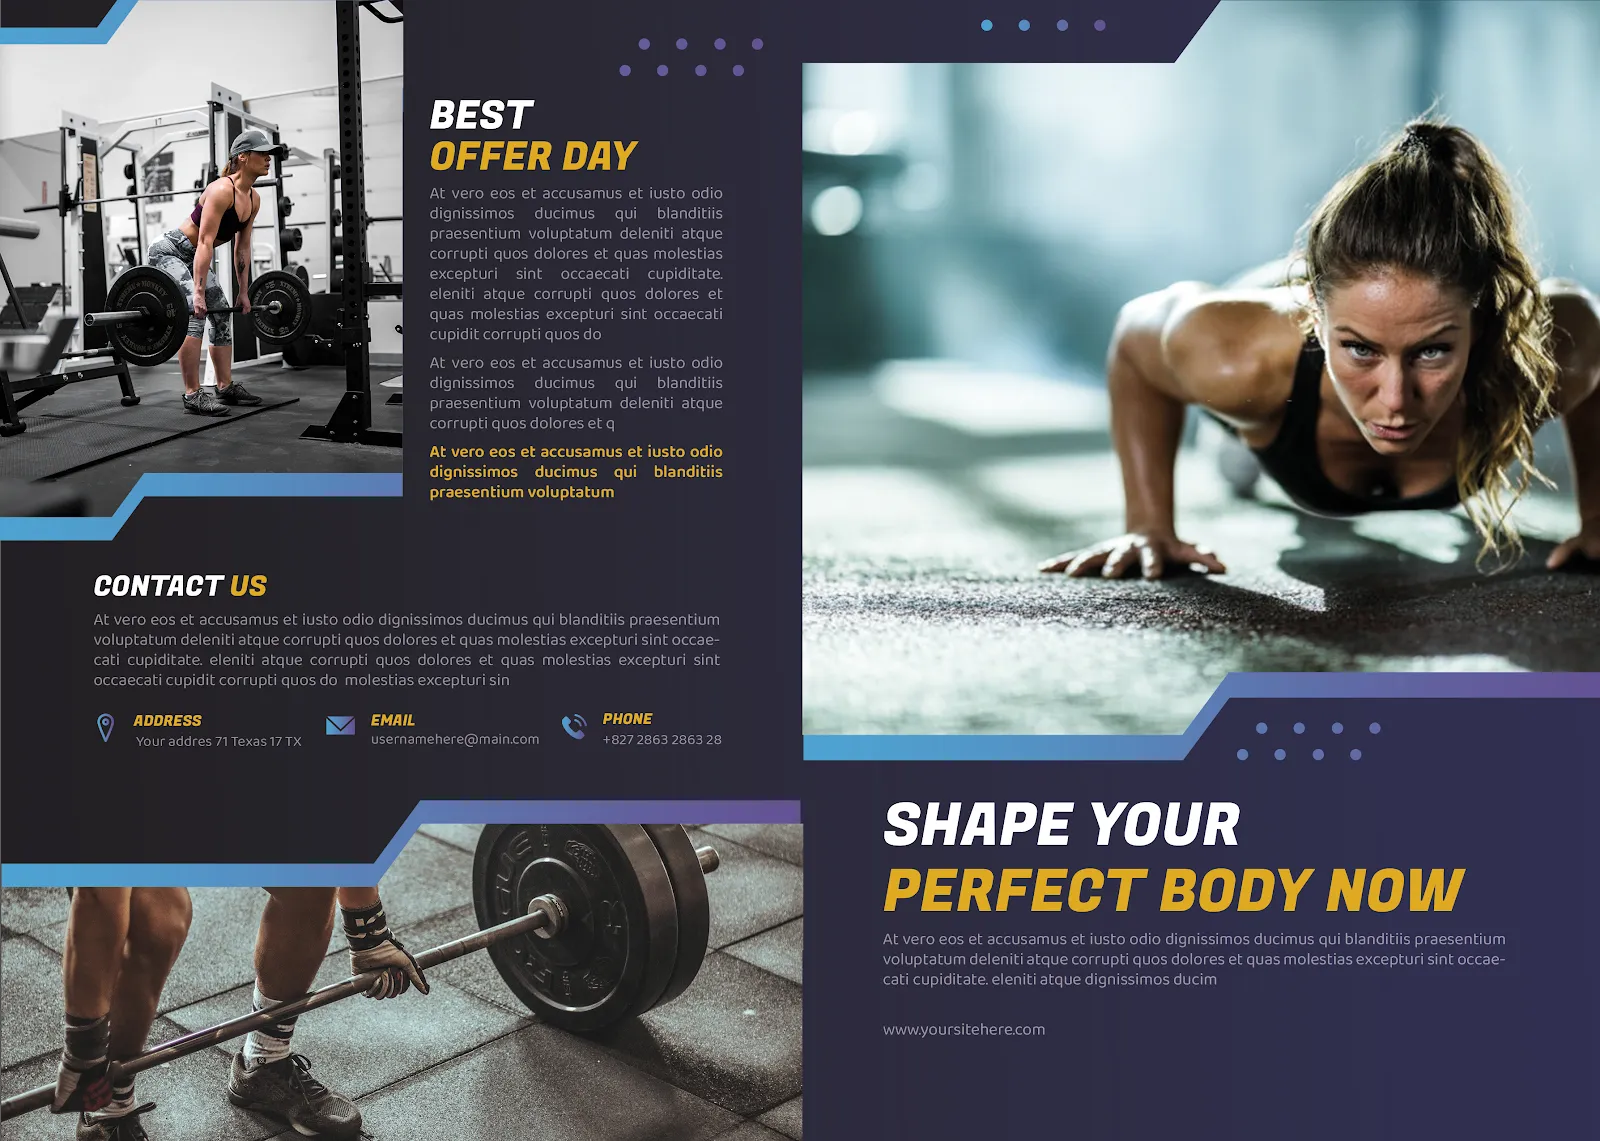 BEST
OFFER DAY
At vero eos et accusamus et iusto odio
dignissimos ducimus qui blanditiis
praesentium voluptatum deleniti atque
corrupti quos dolores et quas molestias
excepturi sint occaecati cupiditate.
eleniti atque corrupti quos dolores et
quas molestias excepturi sint occaecati
cupidit corrupti quos do
At vero eos et accusamus et iusto odio
dignissimos ducimus qui blanditiis
praesentium voluptatum deleniti atque
corrupti quos dolores et q
At vero eos et accusamus et iusto odio
dignissimos ducimus qui blanditiis
praesentium voluptatum
CONTACT US
At vero eos et accusamus et iusto odio dignissimos ducimus qui blanditiis praesentium
voluptatum deleniti atque corrupti quos dolores et quas molestias excepturi sint occae-
cati cupiditate. eleniti atque corrupti quos dolores et quas molestias excepturi sint
occaecati cupidit corrupti quos do molestias excepturi sin
ADDRESS
Your addres 71 Texas 17 TX
EMAIL
usernamehere@main.com
PHONE
+827 2863 2863 28
SHAPE YOUR
PERFECT BODY NOW
At vero eos et accusamus et iusto odio dignissimos ducimus qui blanditiis praesentium
voluptatum deleniti atque corrupti quos dolores et quas molestias excepturi sint occae-
cati cupiditate. eleniti atque dignissimos ducim
www.yoursitehere.com